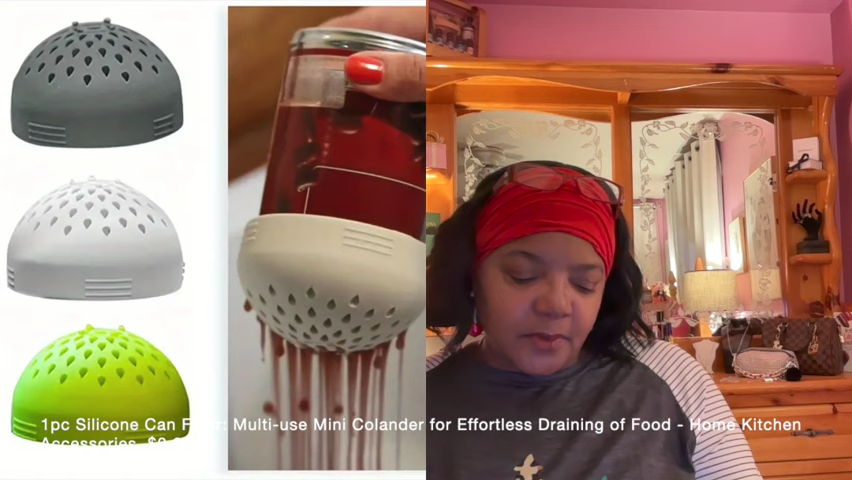 1pc Silicone Can Multi-use Mini Colander for Effortless Draining of Food - Home Kitchen
Accessories